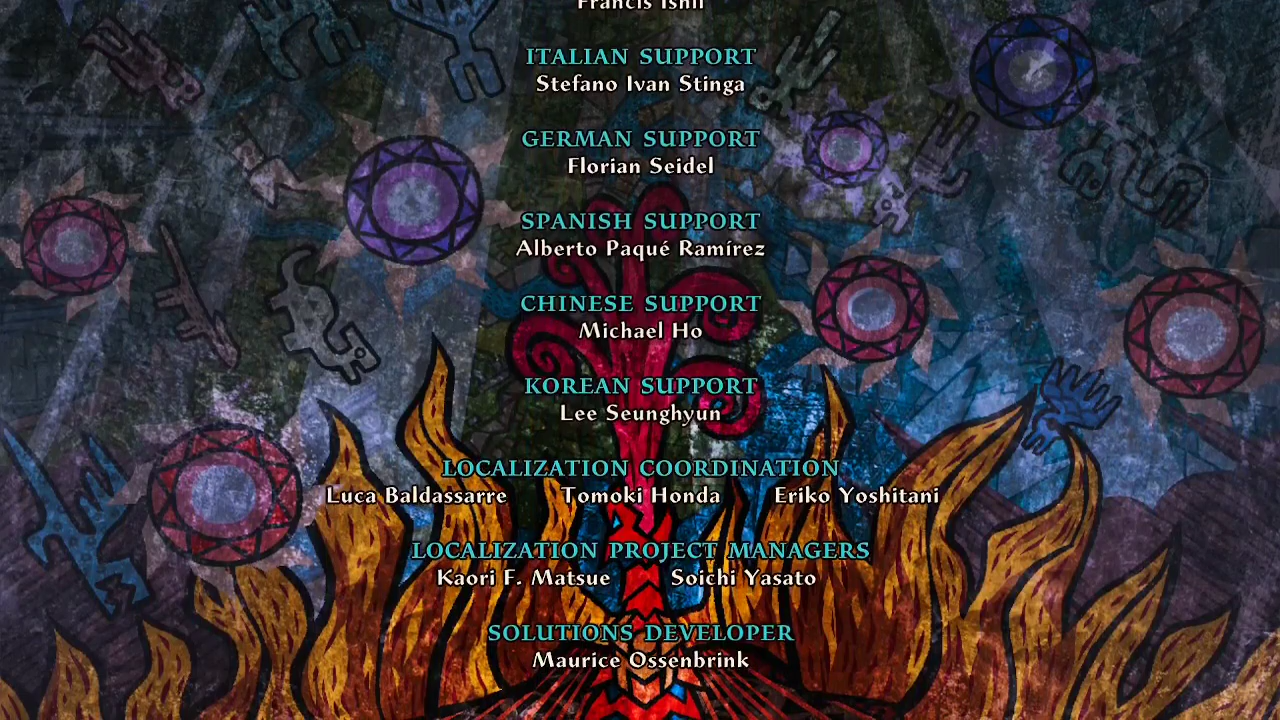 Francis Ishii
ITALIAN SUPPORT
Stefano Ivan Stinga
GERMAN SUPPORT
Florian Seidel
SPANISH SUPPORT
Alberto Paqué Ramírez
CHINESE SUPPORT
Michael Ho
KOREAN SUPPORT
Lee Seunghyun
LOCALIZATION COORDINATION
Luca Baldassarre Tomoki Honda Eriko Yoshitani
LOCALIZATION PROJECT MANAGERS
Kaori F. Matsue Soichi Yasato
SOLUTIONS DEVELOPER
Maurice Ossenbrink